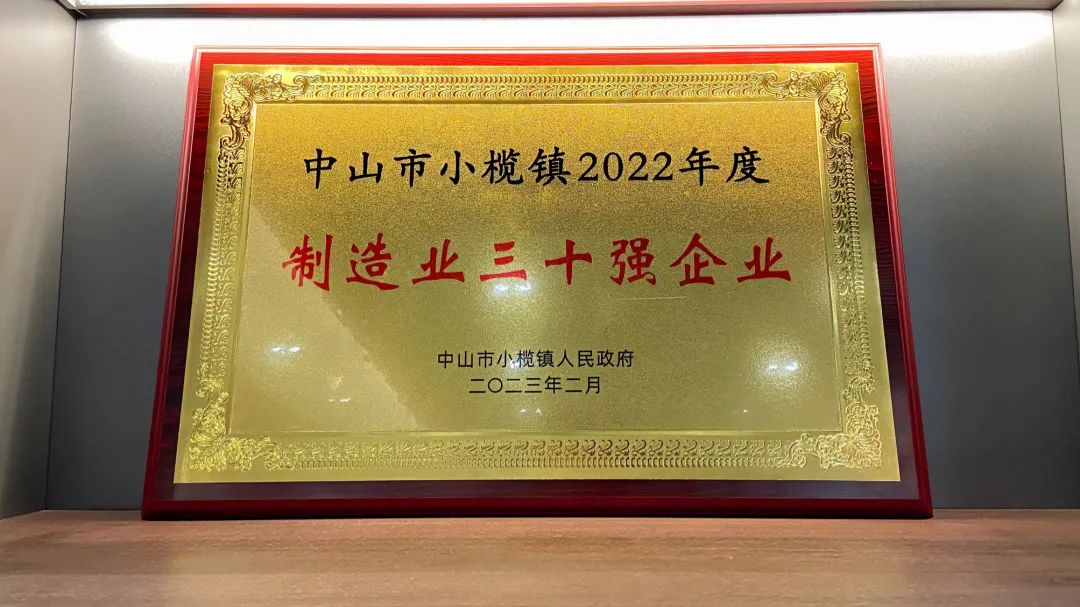 中山市小榄镇2022年度
制造业三十强企业
中山市小榄镇人民政府
二〇二三年二月